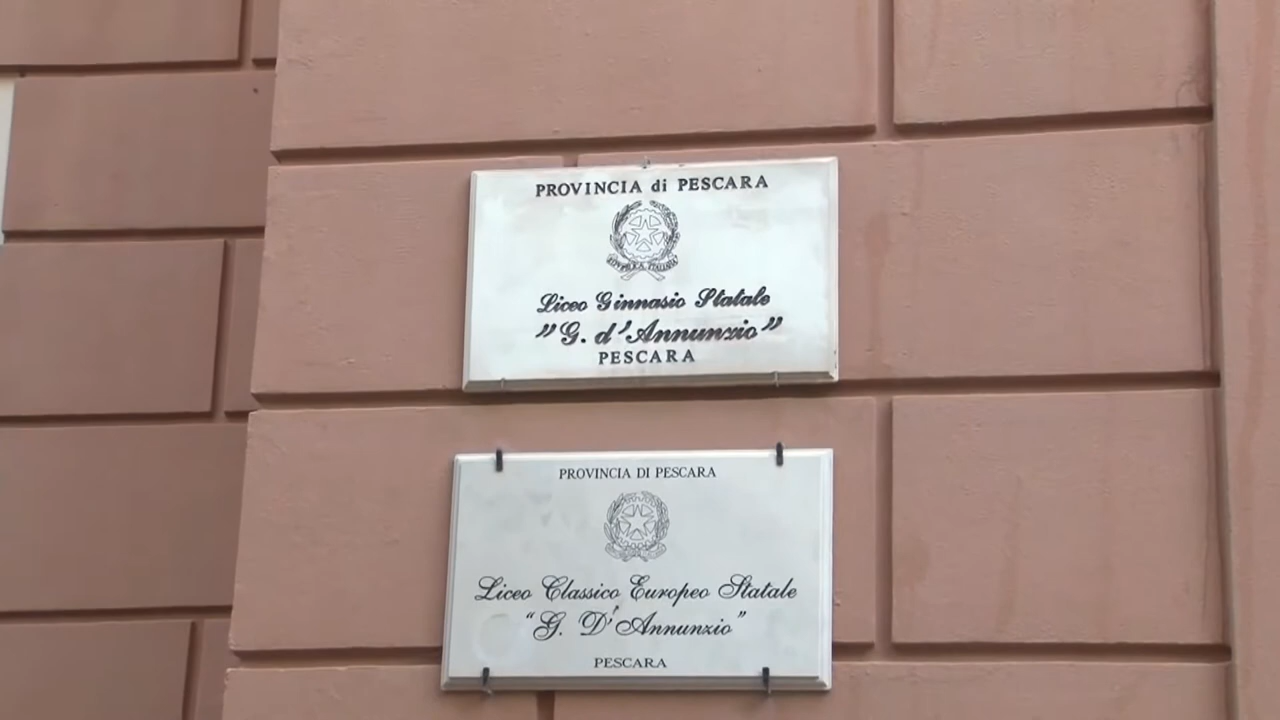 PROVINCIA di PESCARA
Liceo Ginnasio Statale
"G. d'Annunzio"
PESCARA
PROVINCIA DI PESCARA
Liceo Classico Europeo Statale
"G. D'Annunzio"
PESCARA